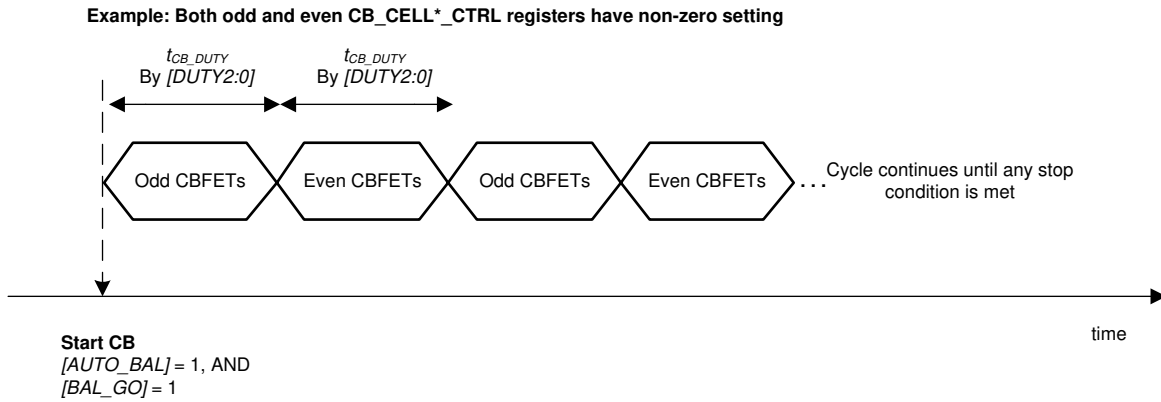 Example: Both odd and even CB_CELL*_CTRL registers have non-zero setting
tCB_DUTY
By [DUTY2:0]
tCB_DUTY
By [DUTY2:0]
Odd CBFETs
Even CBFETs
Odd CBFETs
Even CBFETs
... Cycle continues until any stop
condition is met
time
Start CB
[AUTO_BAL] = 1, AND
[BAL_GO] = 1